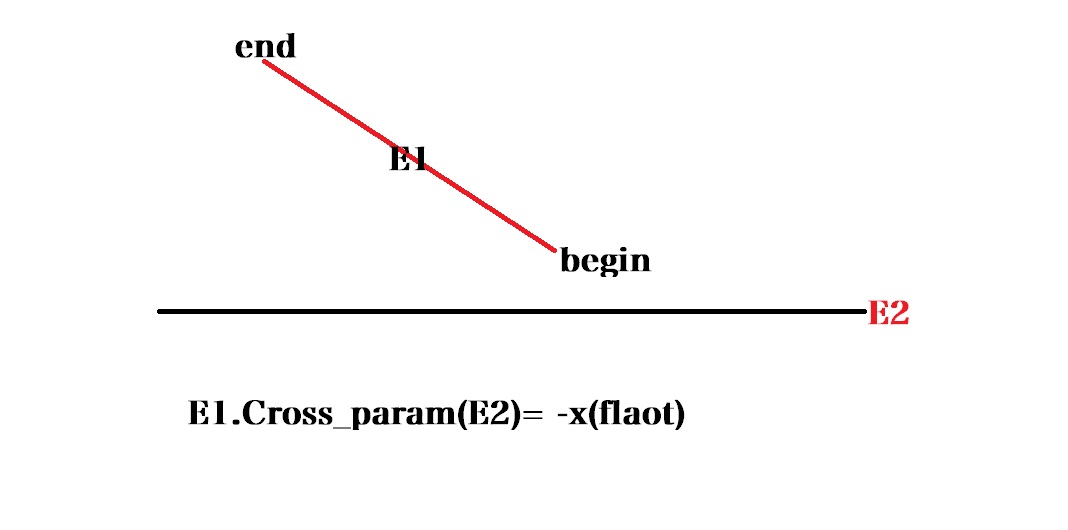 end
E1
begin
E2
E1.Cross_param(E2)= -x(flaot)